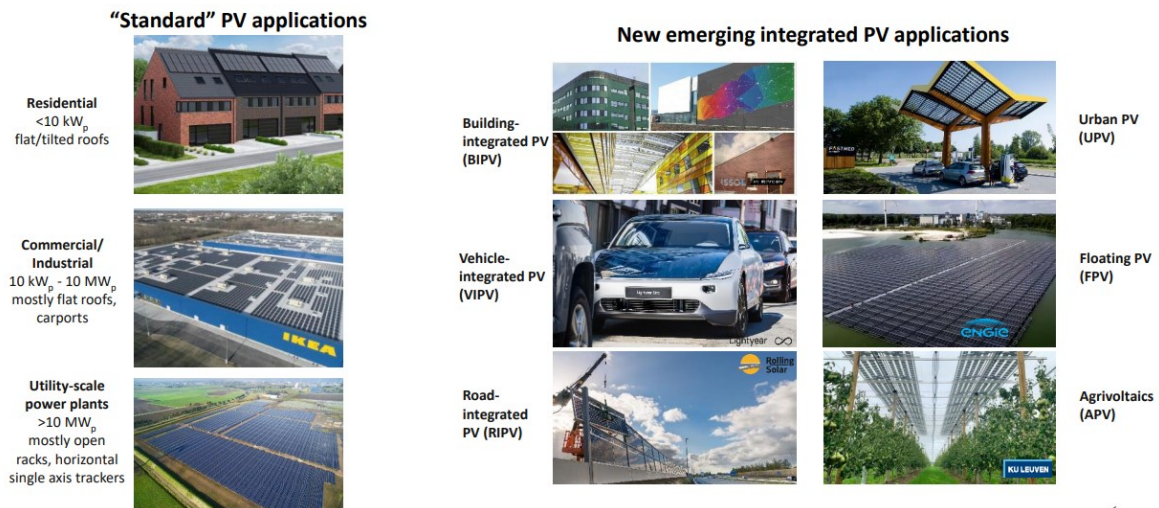 “Standard” PV applications
Residential
<10 kWp
flat/tilted roofs
Commercial/
Industrial
10 kWp - 10 MWp
mostly flat roofs,
carports
IKEA
Utility-scale
power plants
>10 MWp
mostly open
racks, horizontal
single axis trackers
New emerging integrated PV applications
Building-
integrated PV
(BIPV)
ISSOL
Urban PV
(UPV)
FASTNED
Vehicle-
integrated PV
(VIPV)
Lightyear
Floating PV
(FPV)
ENGIE
Road-
integrated
PV (RIPV)
Rolling
Solar
Agrivoltaics
(APV)
KU LEUVEN